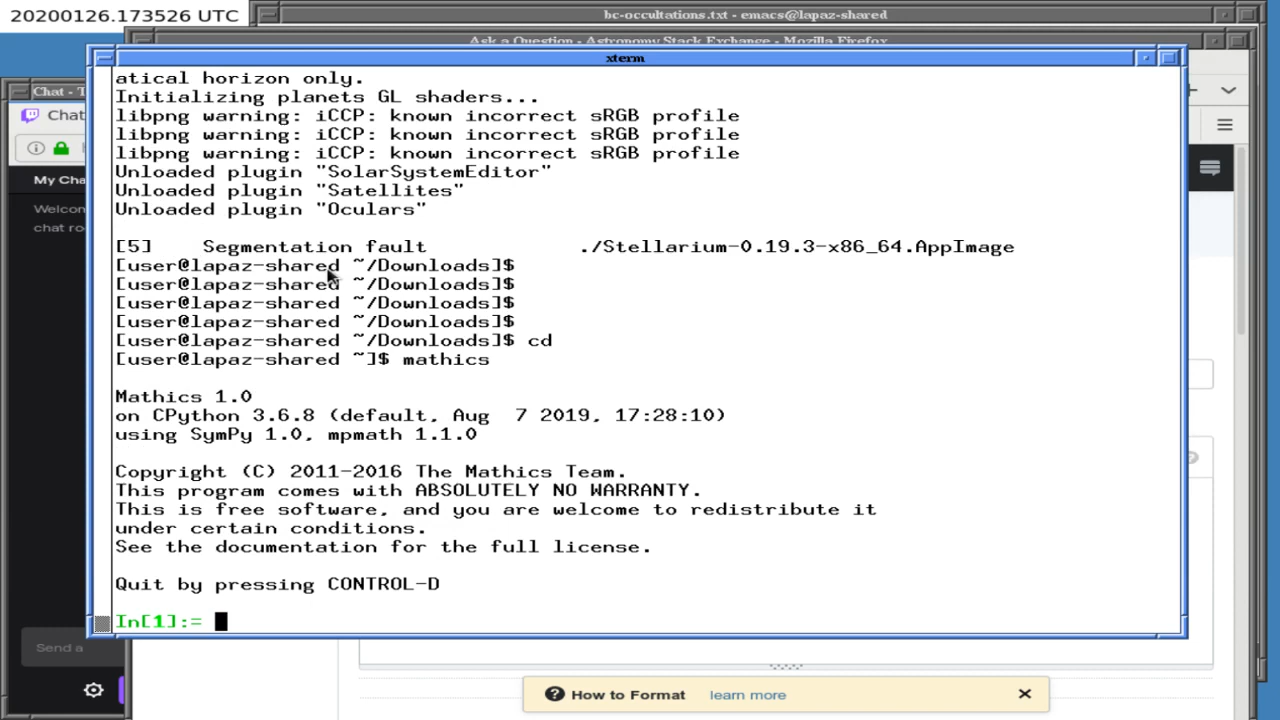 20200126.173526 UTC
bc-occultations.txt - emacs@lapaz-shared
Ask a Question - Astronomy Stack Exchange - Mozilla Firefox
xterm
Chat - T
Chat
My Cha
Welcon
chat ro
Send a
atical horizon only.
Initializing planets GL shaders...
libpng warning: iCCP: known incorrect sRGB profile
libpng warning: iCCP: known incorrect sRGB profile
libpng warning: iCCP: known incorrect sRGB profile
Unloaded plugin "SolarSystemEditor"
Unloaded plugin "Satellites"
Unloaded plugin "Oculars"
[5]    Segmentation fault             ./Stellarium-0.19.3-x86_64.AppImage
[user@lapaz-shared ~/Downloads]$
[user@lapaz-shared ~/Downloads]$
[user@lapaz-shared ~/Downloads]$
[user@lapaz-shared ~/Downloads]$
[user@lapaz-shared ~/Downloads]$ cd
[user@lapaz-shared ~]$ mathics
Mathics 1.0
on CPython 3.6.8 (default, Aug  7 2019, 17:28:10)
using SymPy 1.0, mpmath 1.1.0
Copyright (C) 2011-2016 The Mathics Team.
This program comes with ABSOLUTELY NO WARRANTY.
This is free software, and you are welcome to redistribute it
under certain conditions.
See the documentation for the full license.
Quit by pressing CONTROL-D
In[1]:=
How to Format learn more